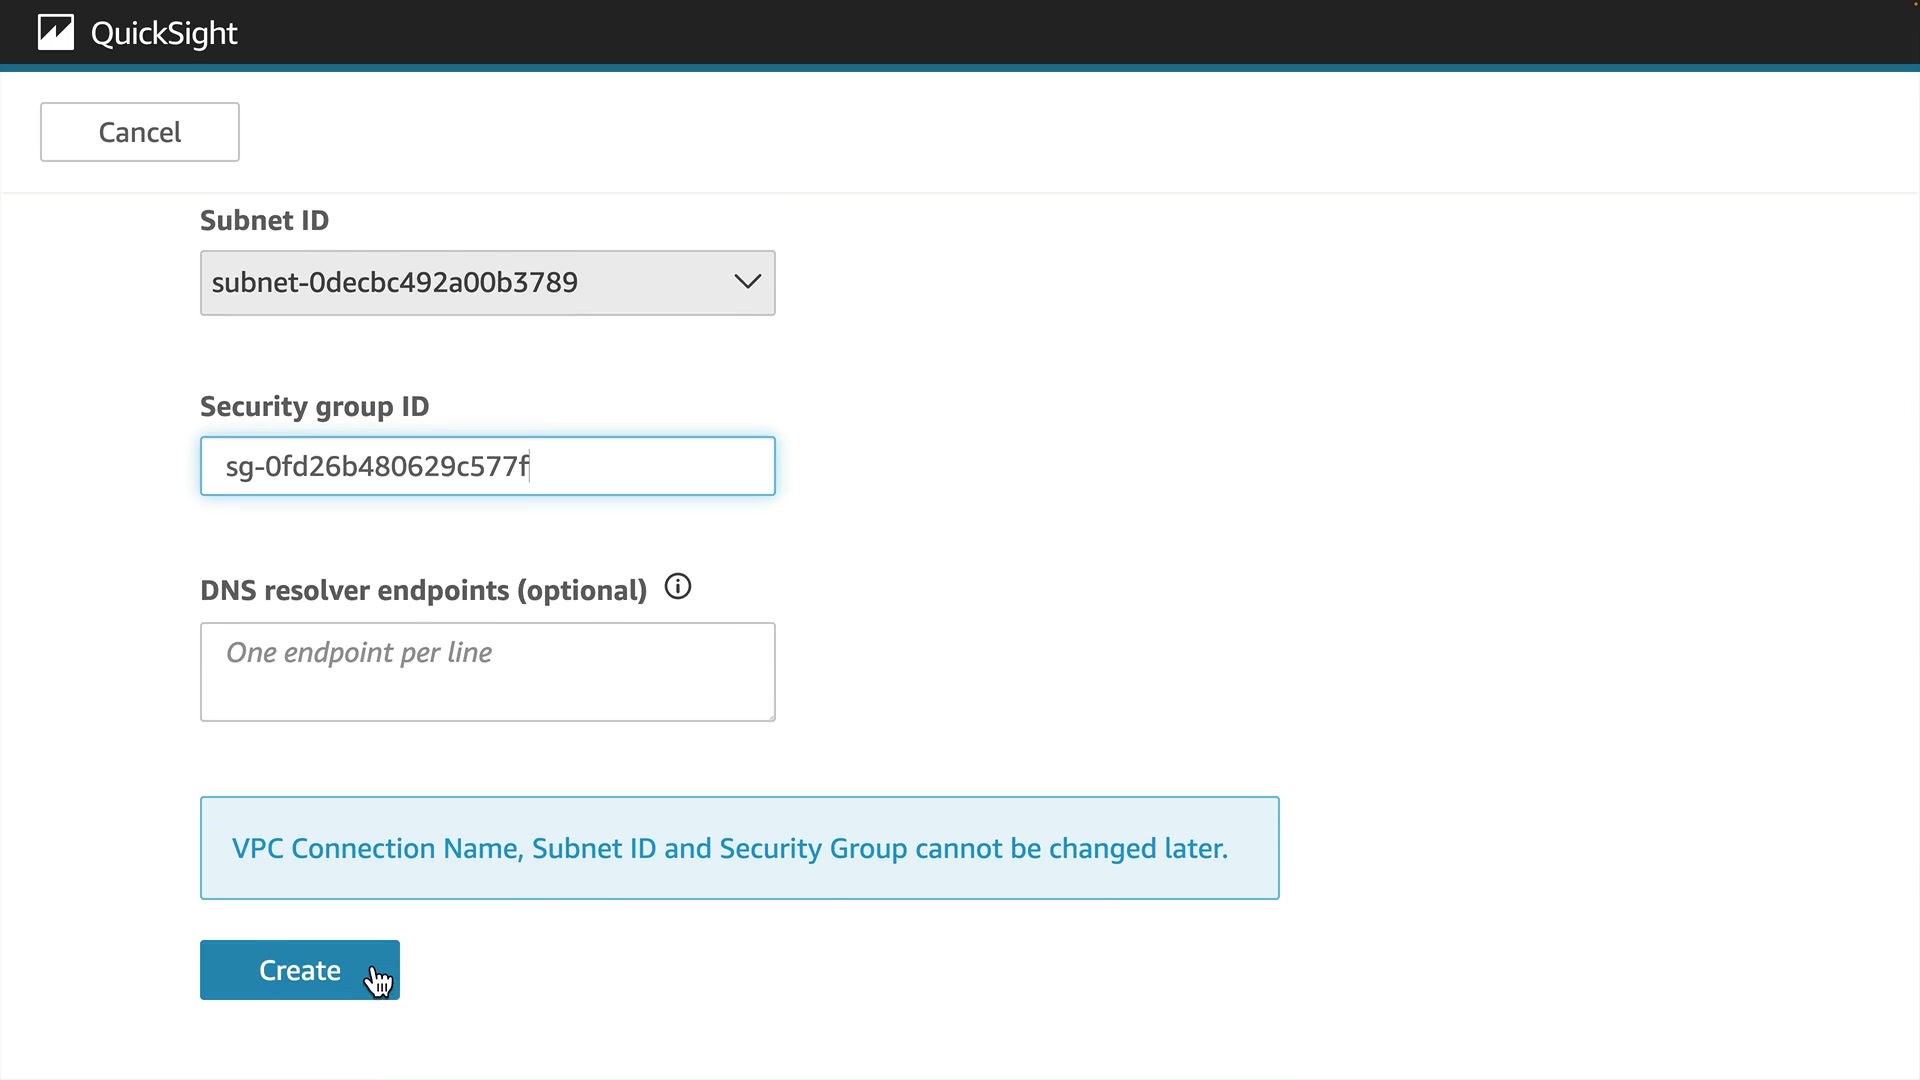 QuickSight
Cancel
Subnet ID
subnet-0decbc492a00b3789
Security group ID
sg-0fd26b480629c577f
DNS resolver endpoints (optional)
One endpoint per line
VPC Connection Name, Subnet ID and Security Group cannot be changed later.
Create